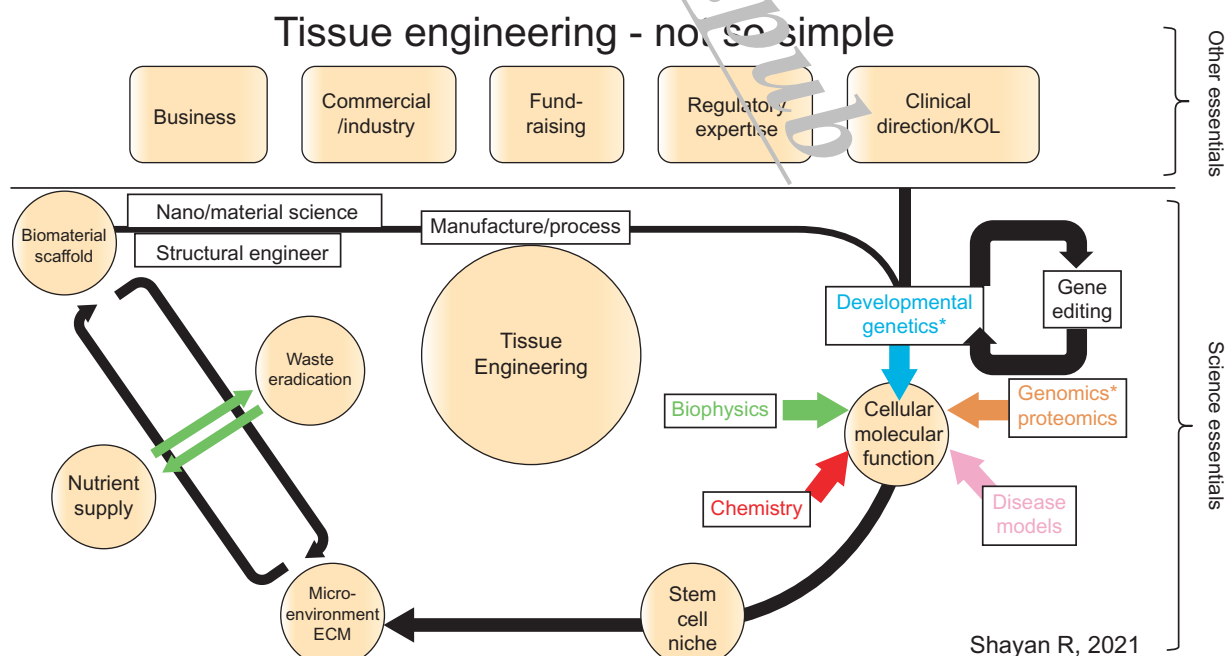 Tissue engineering - not so simple
Business
Commercial
/industry
Fund-
raising
Regulatory
expertise
Clinical
direction/KOL
Other essentials
Biomaterial
scaffold
Nano/material science
Structural engineer
Manufacture/process
Tissue
Engineering
Waste
eradication
Nutrient
supply
Micro-
environment
ECM
Stem
cell
niche
Developmental
genetics*
Gene
editing
Biophysics
Cellular
molecular
function
Genomics*
proteomics
Chemistry
Disease
models
Science essentials
Shayan R, 2021
pub